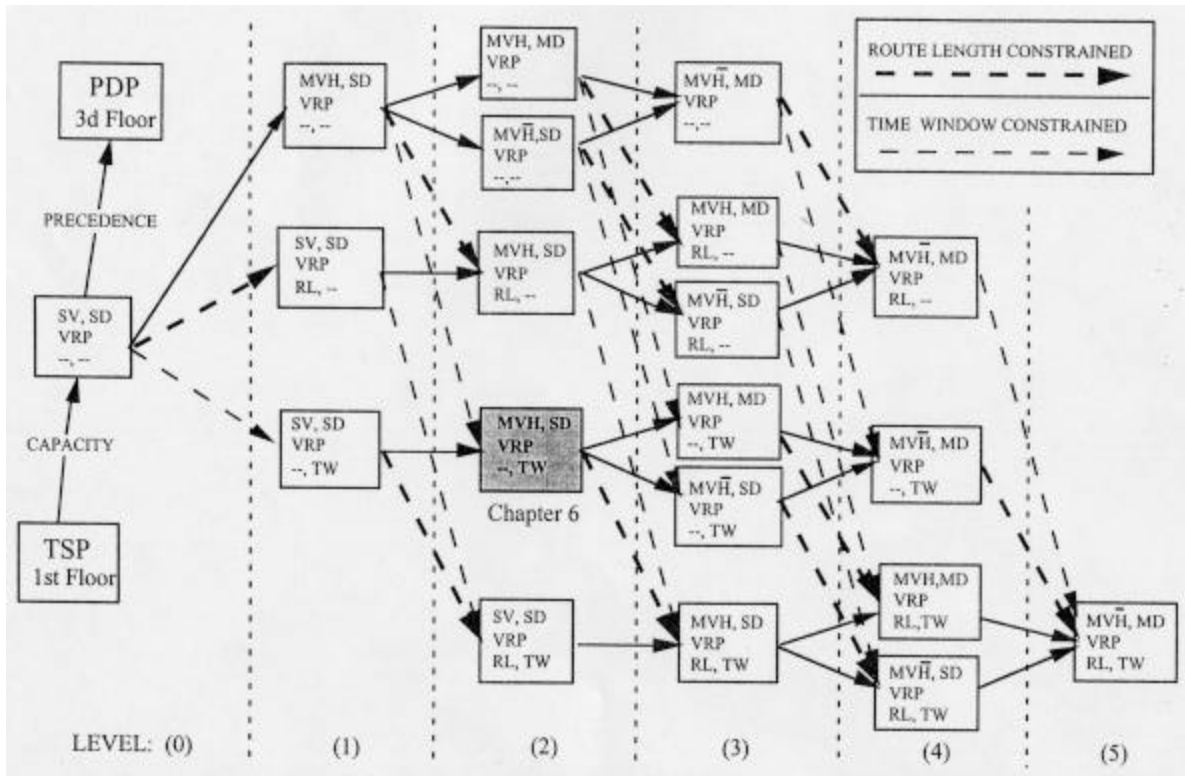 PDP
3d Floor
PRECEDENCE
SV, SD
VRP
--, --
CAPACITY
TSP
1st Floor
MVH, SD
VRP
--, --
SV, SD
VRP
RL, --
SV, SD
VRP
--, TW
MVH, MD
VRP
--, --
MVH̅,SD
VRP
--,--
MVH, SD
VRP
RL, --
MVH, SD
VRP
--, TW
Chapter 6
SV, SD
VRP
RL, TW
MVH̅, MD
VRP
--,--
MVH, MD
VRP
RL, --
MVH̅, SD
VRP
RL, --
MVH, MD
VRP
--, TW
MVH̅, SD
VRP
--, TW
MVH, SD
VRP
RL, TW
ROUTE LENGTH CONSTRAINED
TIME WINDOW CONSTRAINED
MVH̅, MD
VRP
RL, --
MVH̅, MD
VRP
--, TW
MVH,MD
VRP
RL,TW
MVH̅, SD
VRP
RL, TW
MVH̅, MD
VRP
RL, TW
LEVEL: (0) (1) (2) (3) (4) (5)